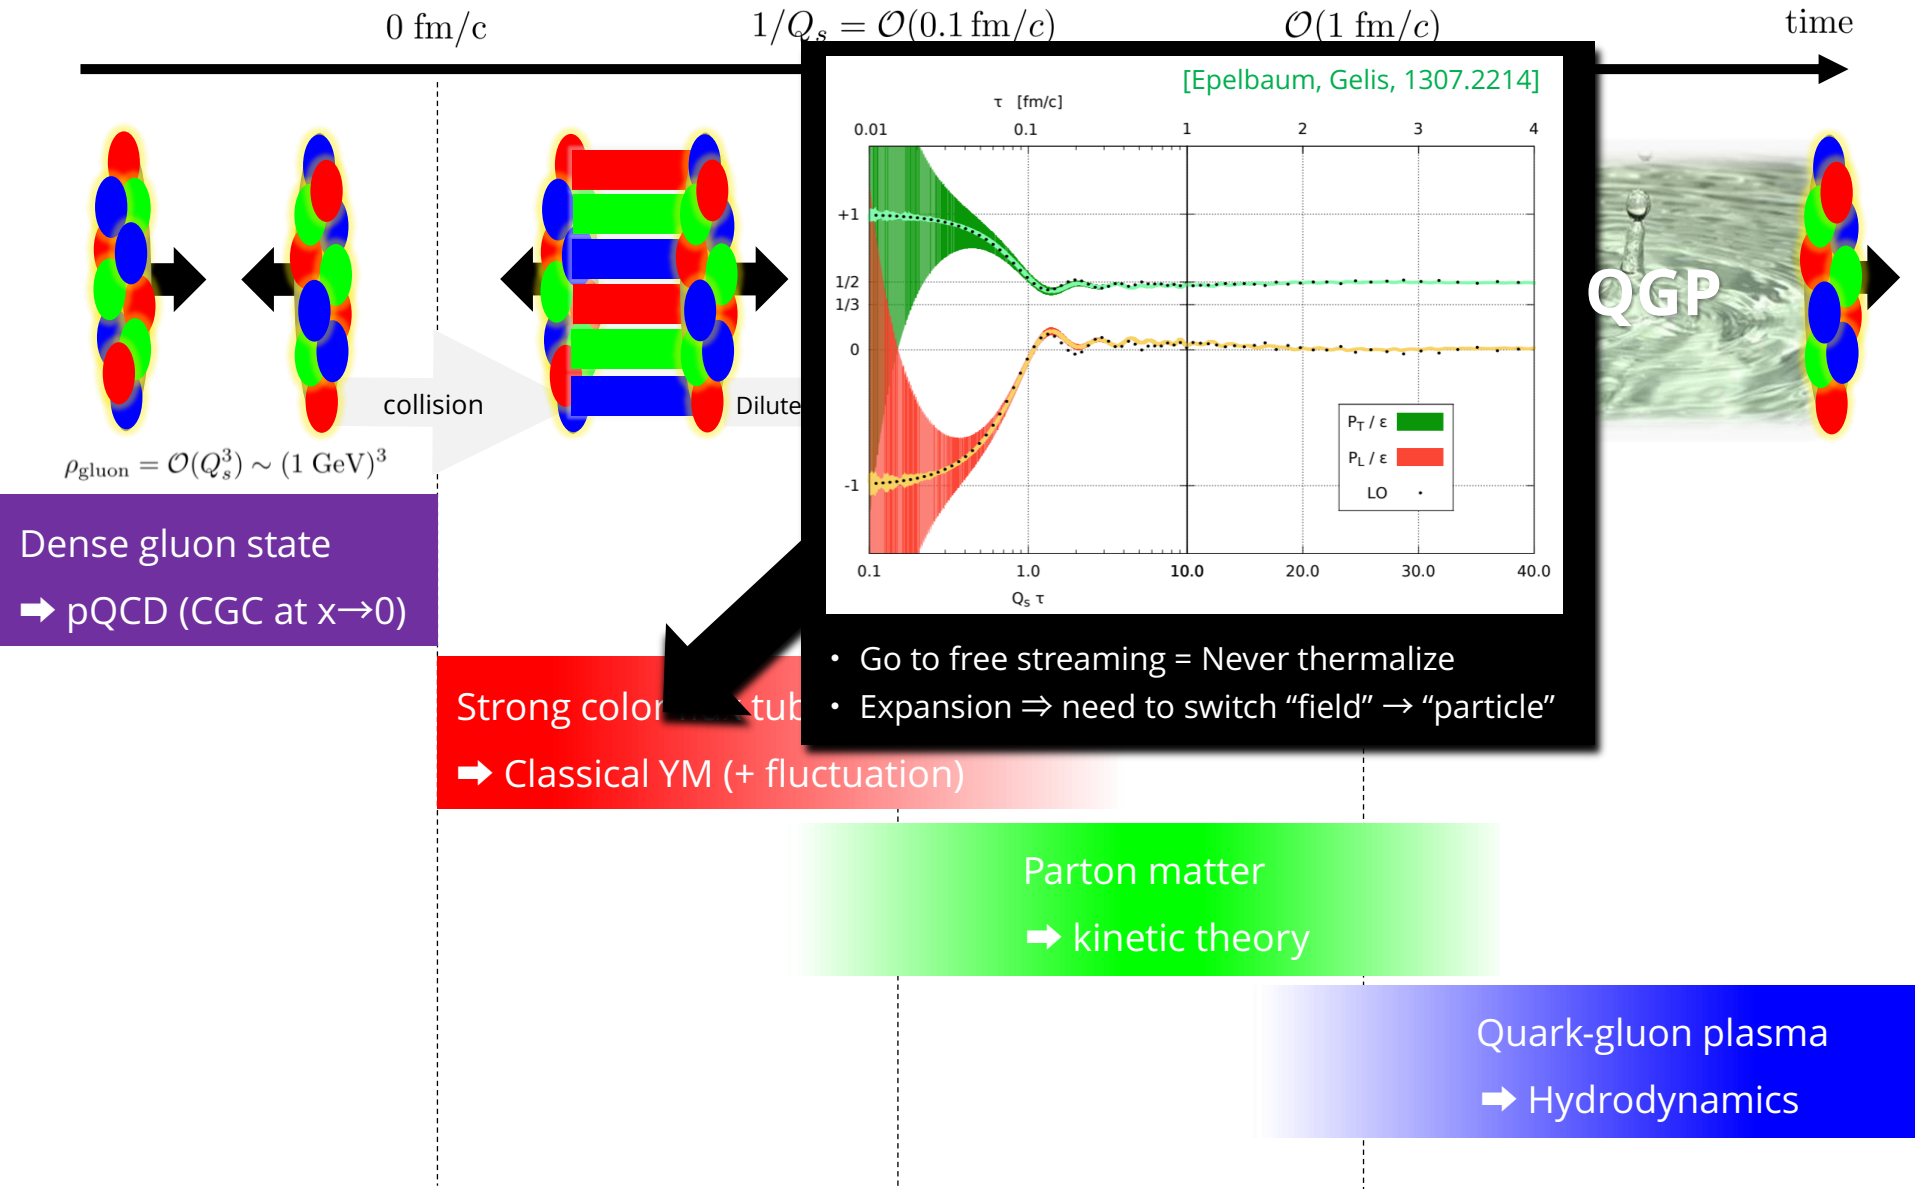 0 fm/c
1/Q_s = O(0.1 fm/c)
O(1 fm/c)
time
[Epelbaum, Gelis, 1307.2214]
τ [fm/c]
0.01 0.1 1 2 3 4
+1
1/2
1/3
0
-1
P_T / ε
P_L / ε
LO
0.1 1.0 10.0 20.0 30.0 40.0
Q_s τ
QGP
collision
Dilute
ρ_gluon = O(Q_s^3) ~ (1 GeV)^3
Dense gluon state
➡ pQCD (CGC at x→0)
• Go to free streaming = Never thermalize
• Expansion ⇒ need to switch “field” → “particle”
Strong color
➡ Classical YM (+ fluctuation)
Parton matter
➡ kinetic theory
Quark-gluon plasma
➡ Hydrodynamics